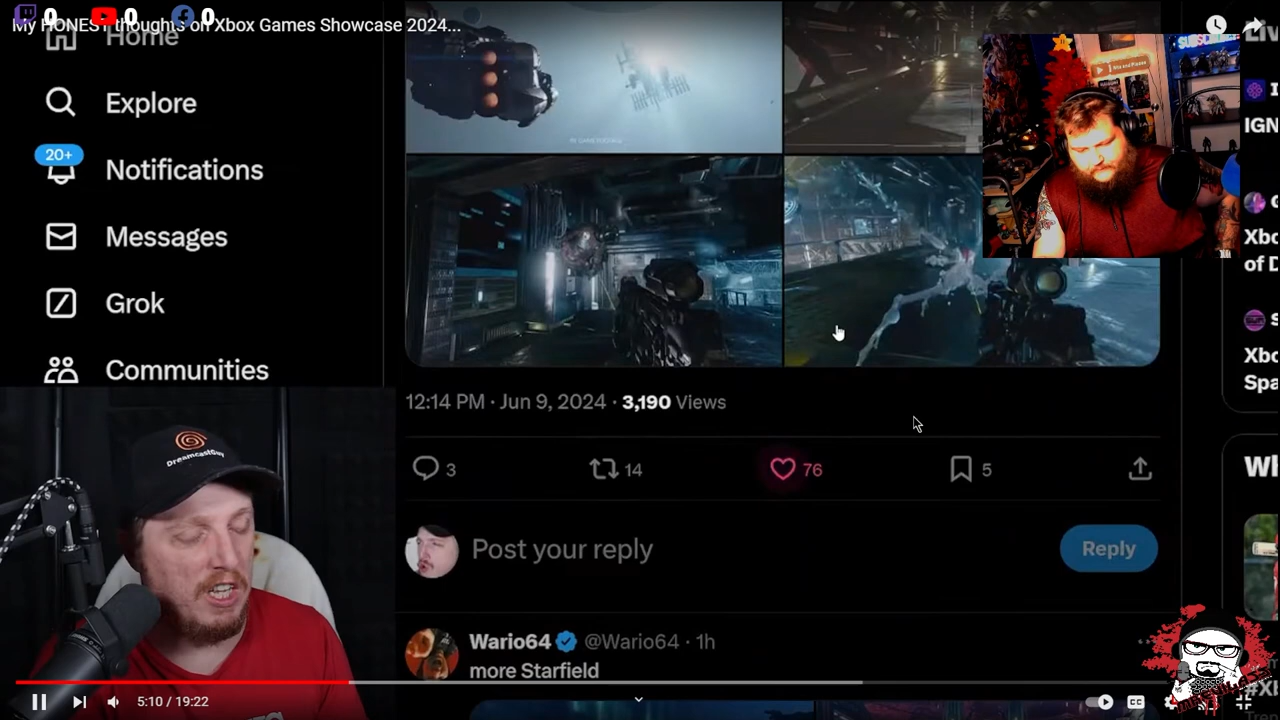 0 0 0
My HONEST thoughts on Xbox Games Showcase 2024...
Home
Explore
20+
Notifications
Messages
Grok
Communities
12:14 PM · Jun 9, 2024 · 3,190 Views
3
14
76
5
Post your reply
Reply
Wario64 @Wario64 · 1h
more Starfield
DreamcastGuy
IGN
Xbo
of D
Xbo
Spa
5:10 / 19:22
CC